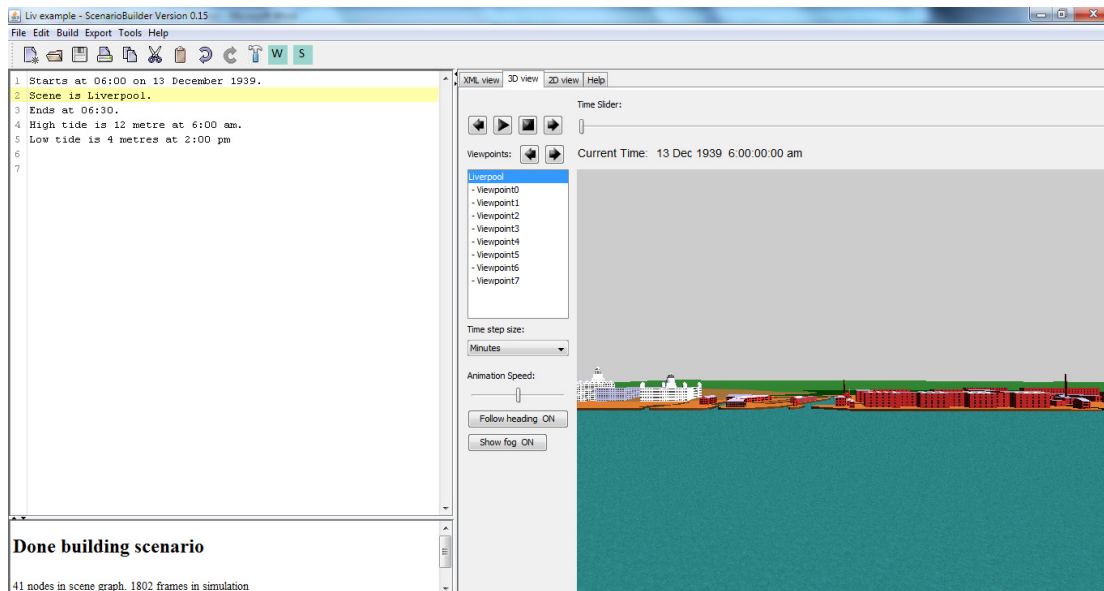 Liv example - ScenarioBuilder Version 0.15
File Edit Build Export Tools Help
W S
1 Starts at 06:00 on 13 December 1939.
2 Scene is Liverpool.
3 Ends at 06:30.
4 High tide is 12 metre at 6:00 am.
5 Low tide is 4 metres at 2:00 pm
6
7
XML view 3D view 2D view Help
Time Slider:
Viewpoints:
Current Time: 13 Dec 1939 6:00:00:00 am
Liverpool
- Viewpoint0
- Viewpoint1
- Viewpoint2
- Viewpoint3
- Viewpoint4
- Viewpoint5
- Viewpoint6
- Viewpoint7
Time step size:
Minutes
Animation Speed:
Follow heading ON
Show fog ON
Done building scenario
41 nodes in scene graph. 1802 frames in simulation